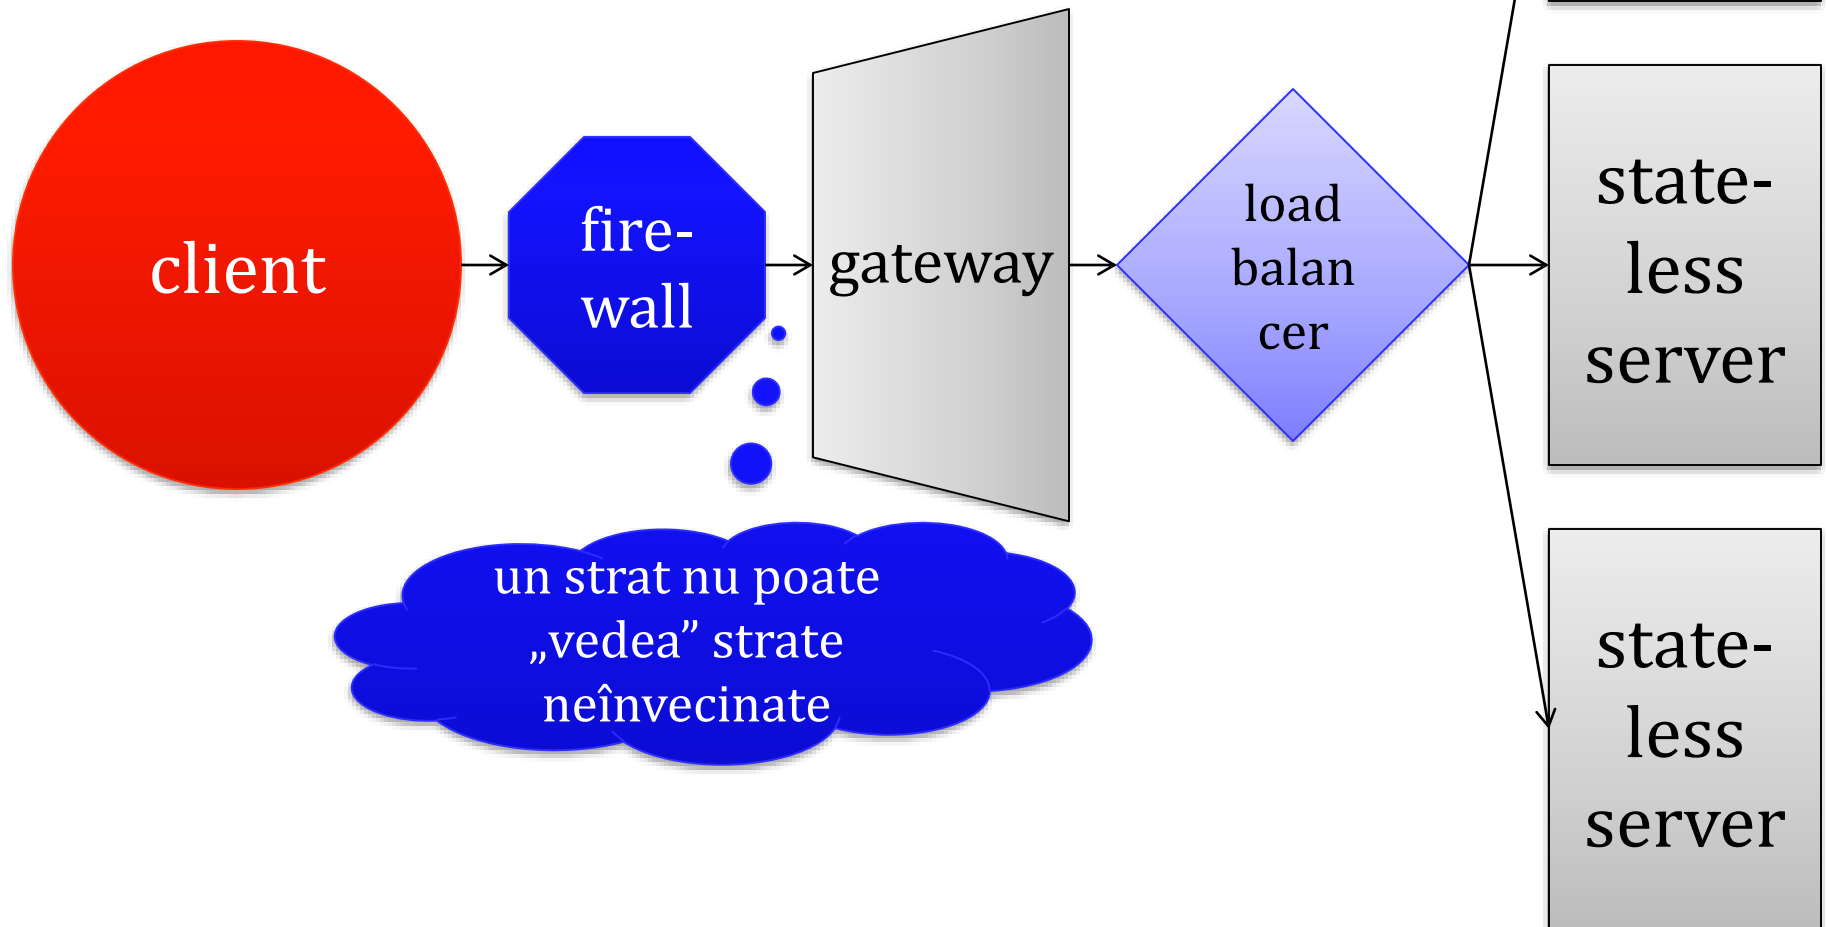 client
fire-
wall
gateway
load
balan
cer
state-
less
server
un strat nu poate
„vedea” strate
neînvecinate
state-
less
server